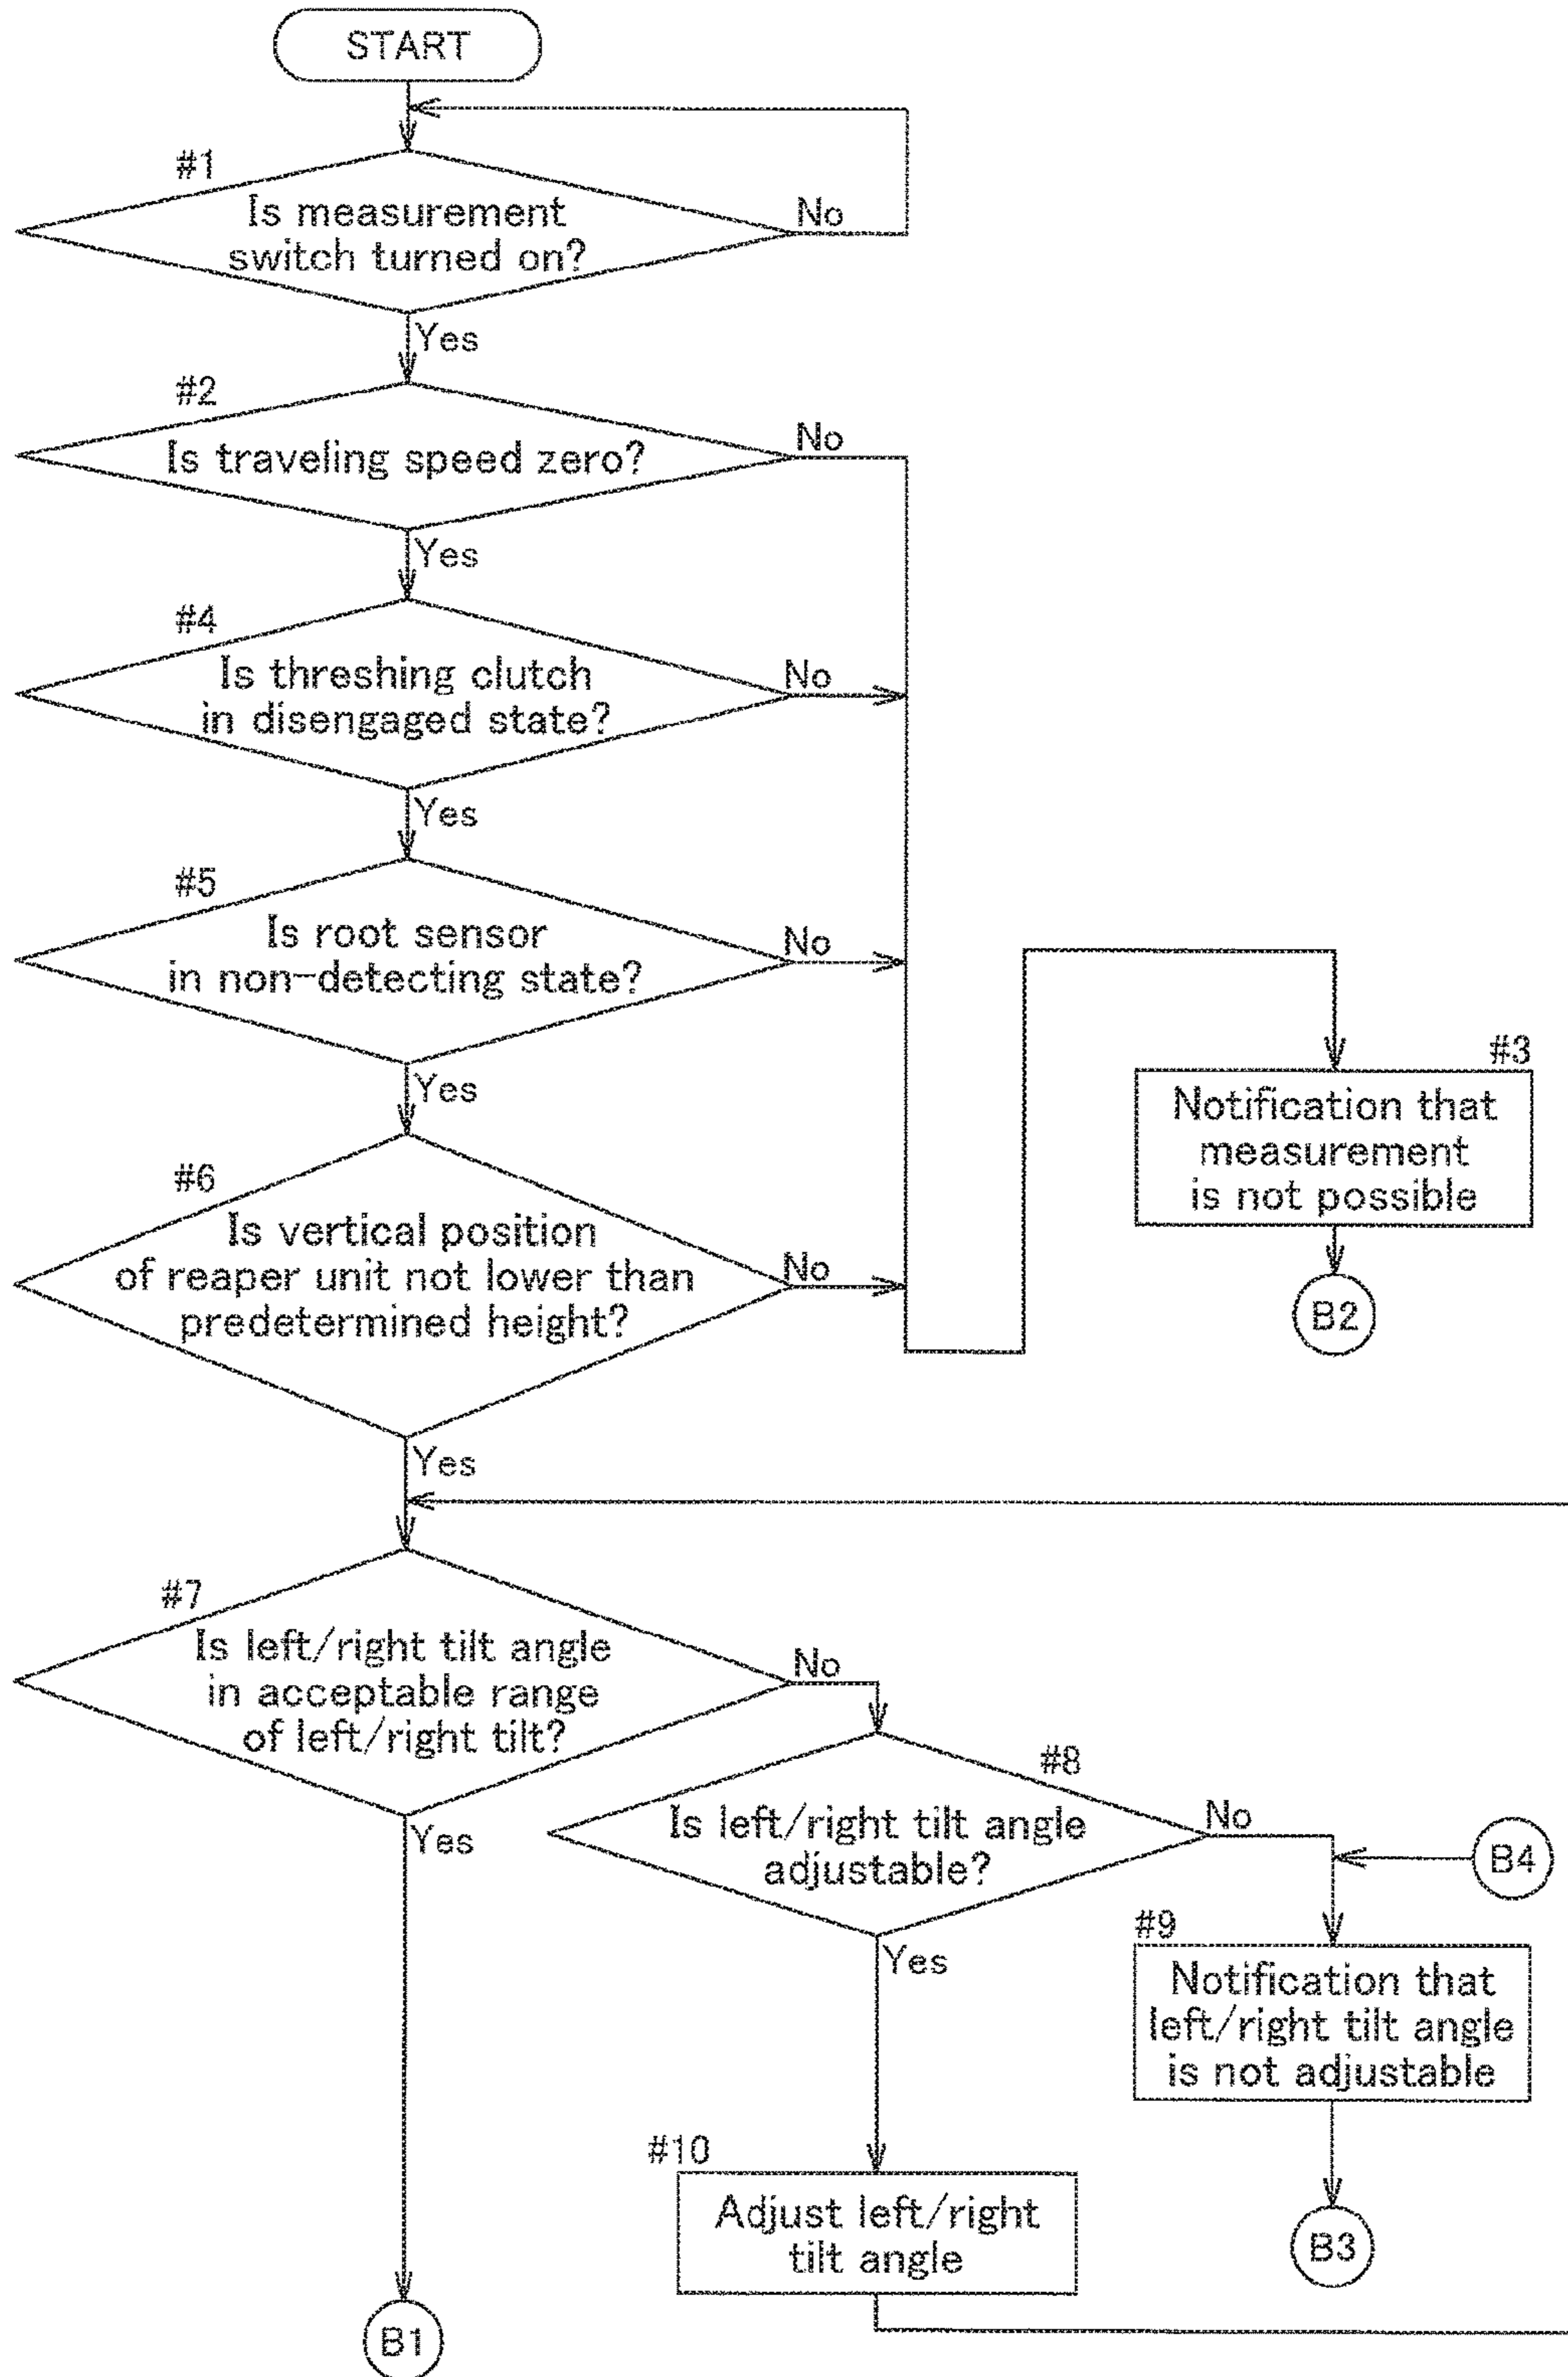 START
#1
Is measurement
switch turned on?
No
Yes
#2
Is traveling speed zero?
No
Yes
#4
Is threshing clutch
in disengaged state?
No
Yes
#5
Is root sensor
in non-detecting state?
No
Yes
#3
Notification that
measurement
is not possible
B2
#6
Is vertical position
of reaper unit not lower than
predetermined height?
No
Yes
#7
Is left/right tilt angle
in acceptable range
of left/right tilt?
No
Yes
#8
Is left/right tilt angle
adjustable?
No
Yes
B4
#9
Notification that
left/right tilt angle
is not adjustable
B3
#10
Adjust left/right
tilt angle
B1